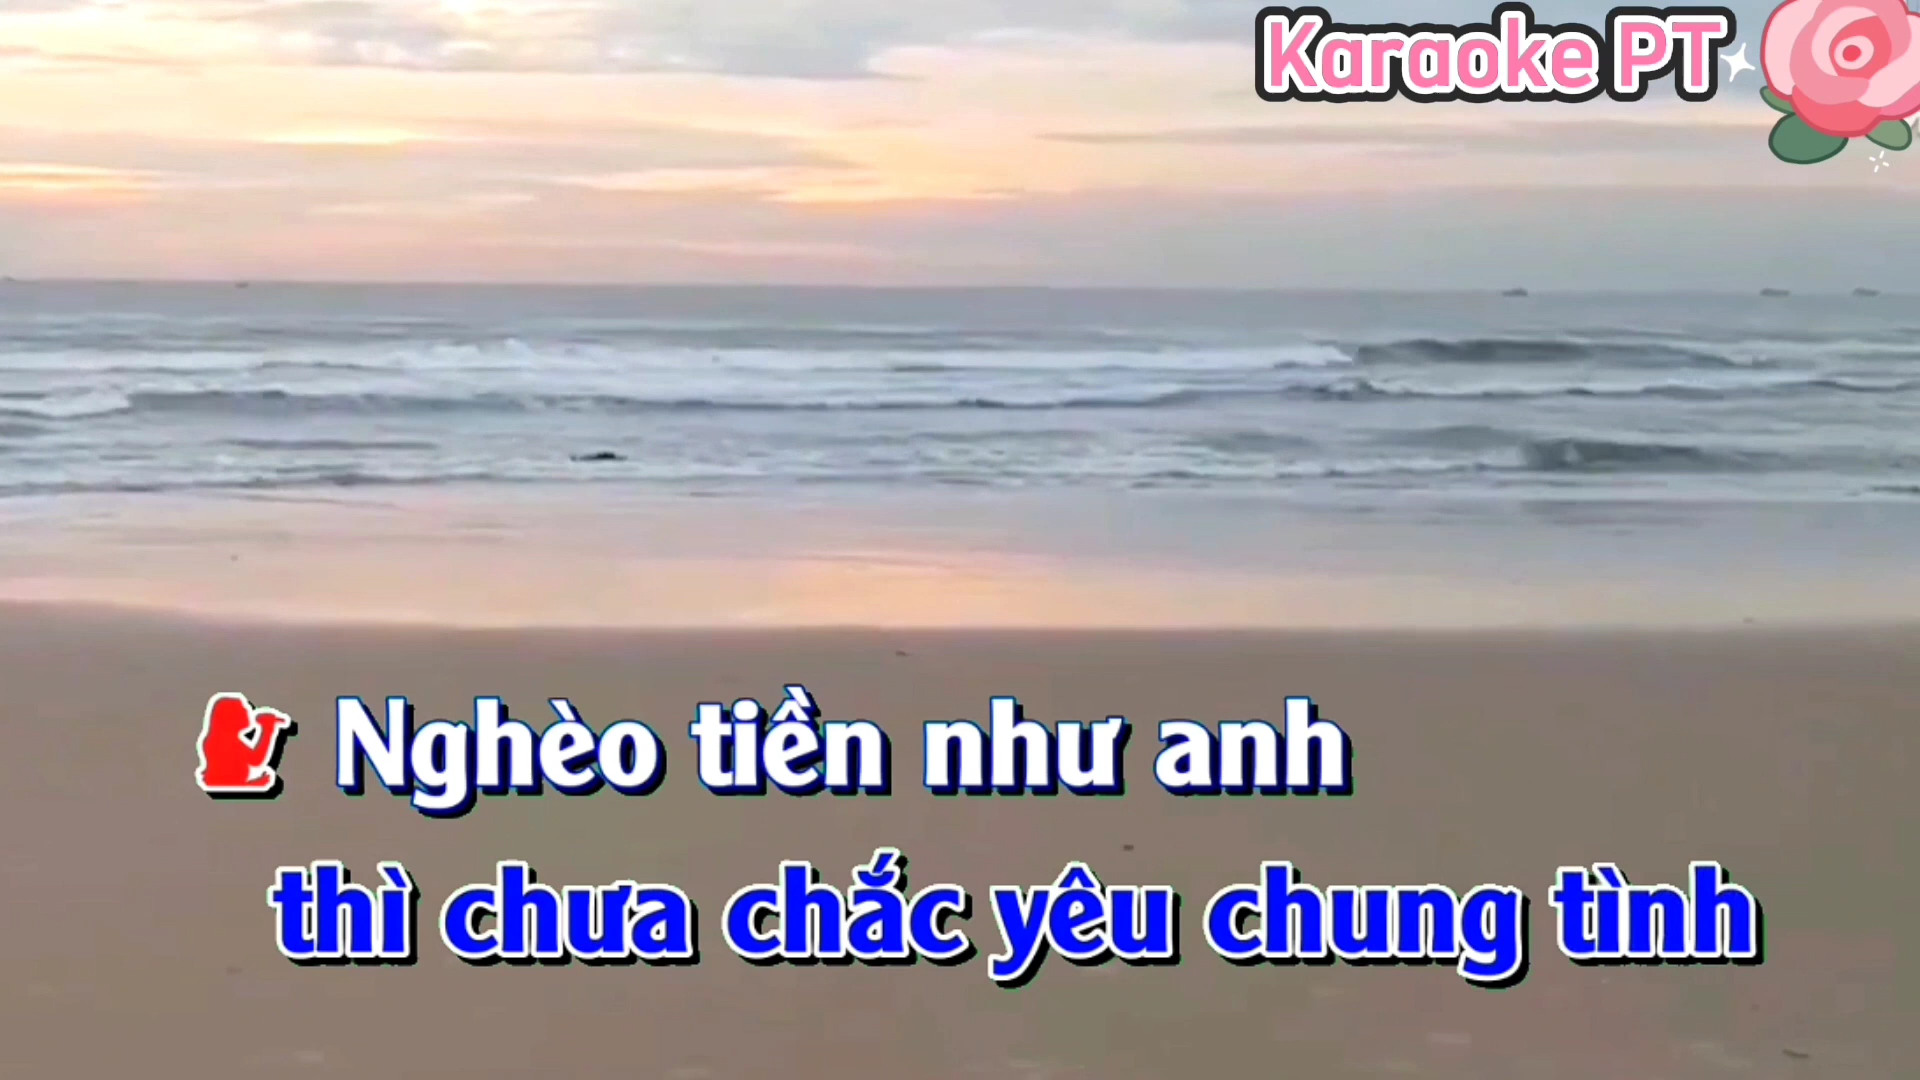 Karaoke PT
Nghèo tiền như anh
thì chưa chắc yêu chung tình